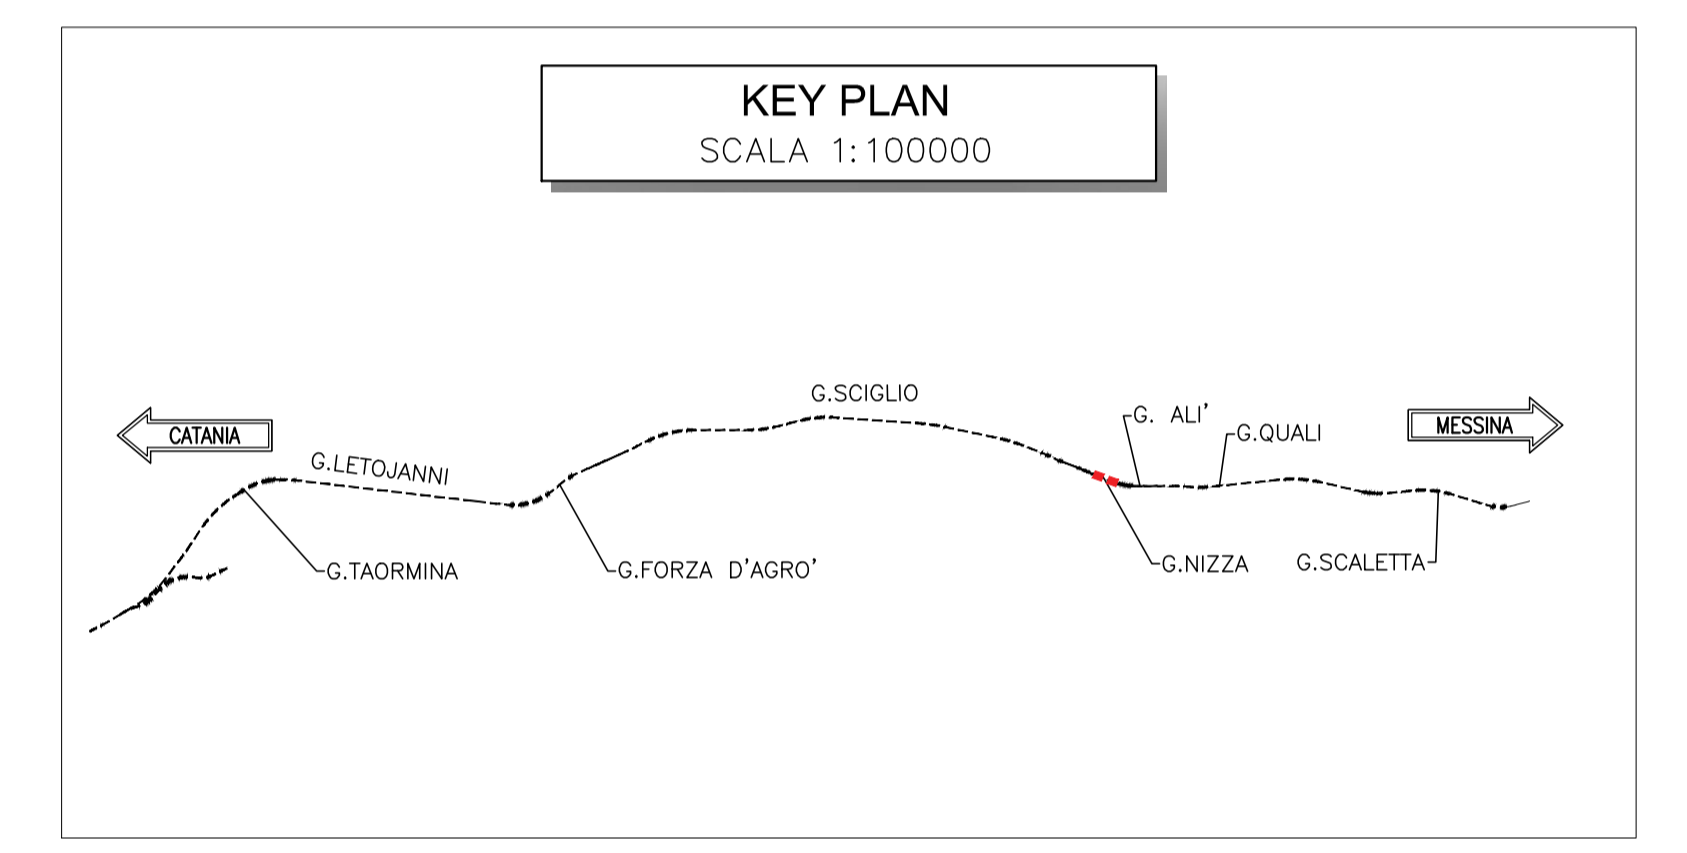 KEY PLAN
SCALA 1:100000
G.SCIGLIO
G. ALI'
CATANIA
MESSINA
G.QUALI
G.LETOJANNI
G.TAORMINA
G.FORZA D'AGRO'
G.NIZZA
G.SCALETTA